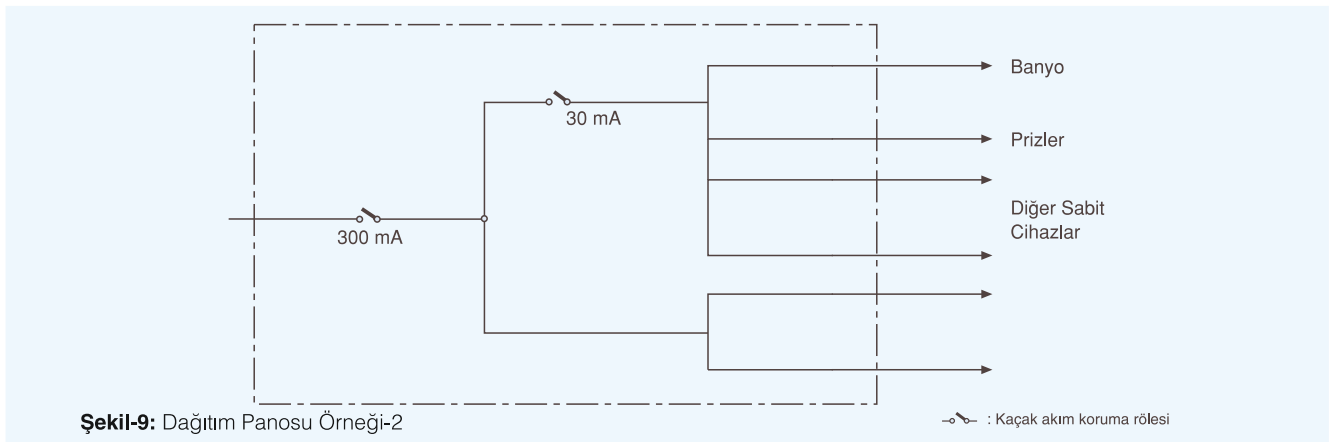 Banyo
30 mA
Prizler
Diğer Sabit
Cihazlar
300 mA
Şekil-9: Dağıtım Panosu Örneği-2
: Kaçak akım koruma rölesi